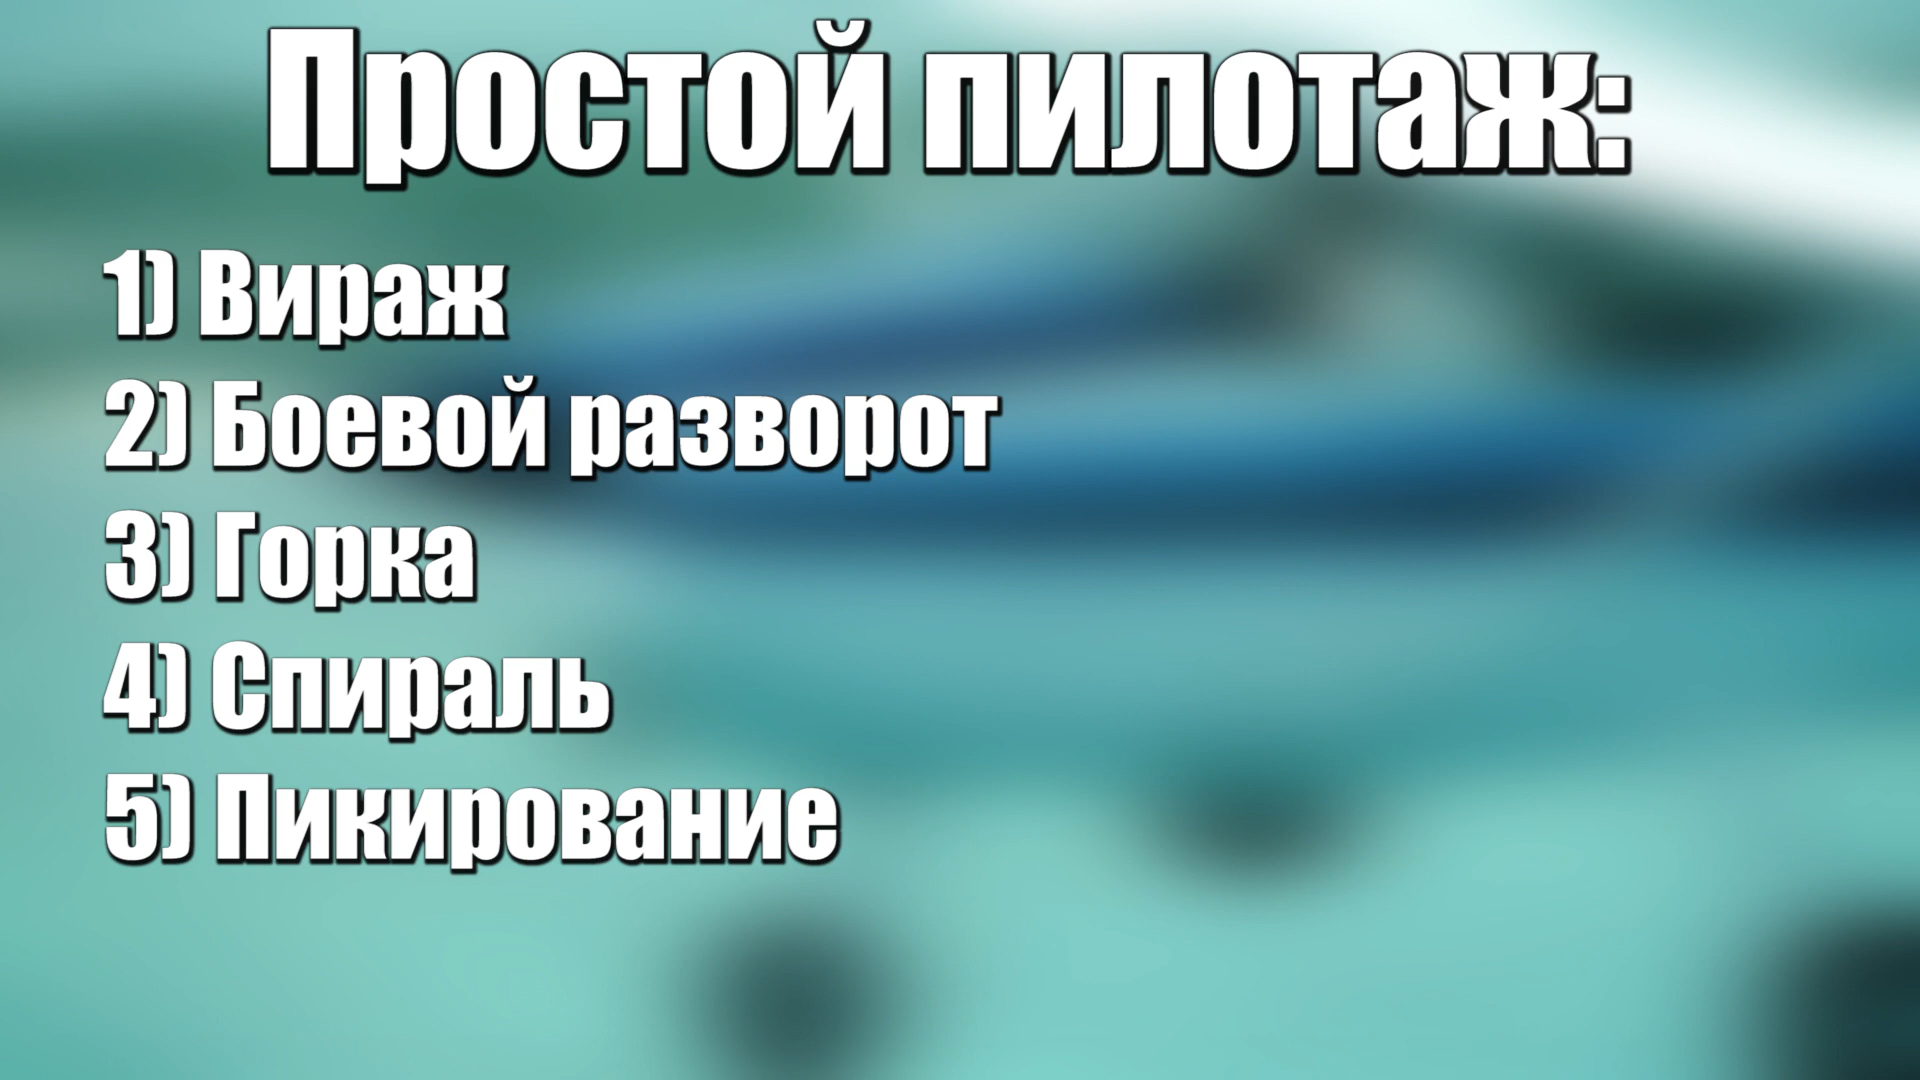 Простой пилотаж:
1) Вираж
2) Боевой разворот
3) Горка
4) Спираль
5) Пикирование